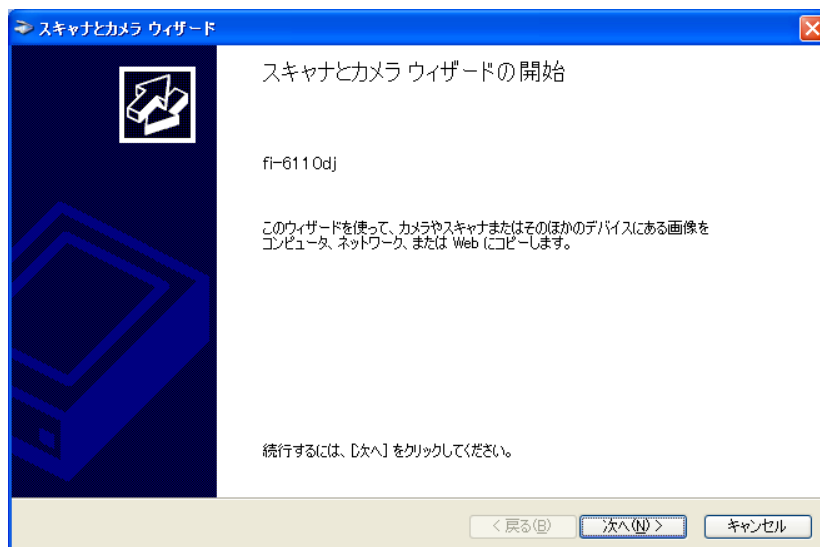 スキャナとカメラ ウィザード
スキャナとカメラ ウィザードの開始
fi-6110dj
このウィザードを使って、カメラやスキャナまたはそのほかのデバイスにある画像を
コンピュータ、ネットワーク、または Web にコピーします。
続行するには、[次へ] をクリックしてください。
< 戻る(B) 次へ(N) > キャンセル